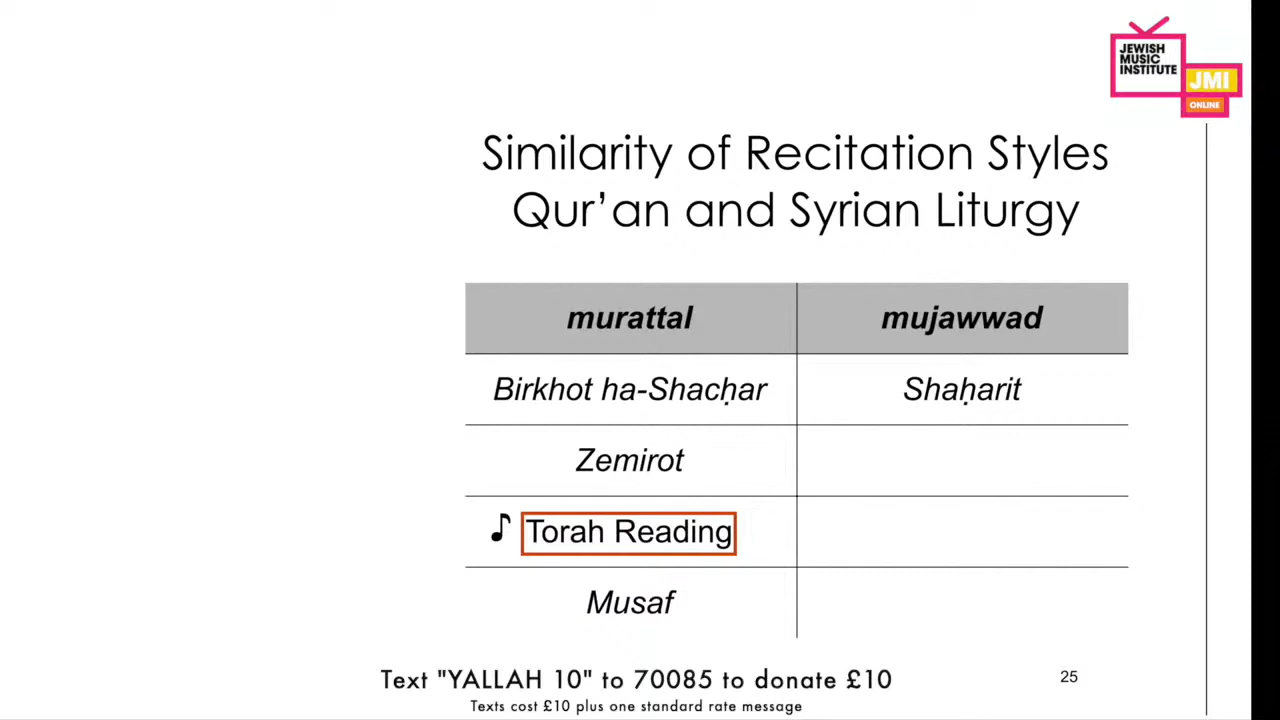 JEWISH
MUSIC
INSTITUTE
JMI
ONLINE
Similarity of Recitation Styles
Qur’an and Syrian Liturgy
murattal mujawwad
Birkhot ha-Shacḥar Shaḥarit
Zemirot
♪ Torah Reading
Musaf
Text "YALLAH 10" to 70085 to donate £10
Texts cost £10 plus one standard rate message
25